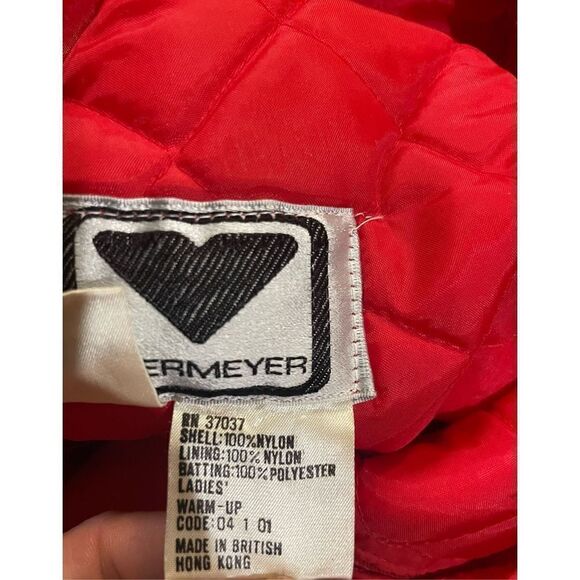 ERMEYER
RN 37037
SHELL:100%NYLON
LINING:100% NYLON
BATTING:100% POLYESTER
LADIES'
WARM-UP
CODE:04 1 01
MADE IN BRITISH
HONG KONG